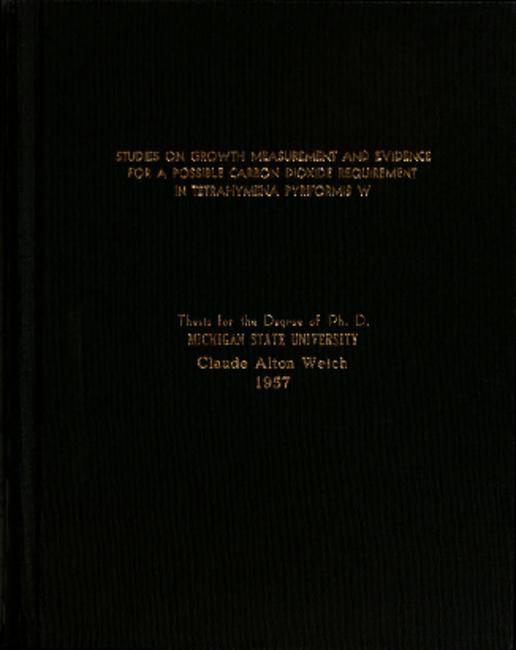 STUDIES ON GROWTH MEASUREMENT AND EVIDENCE
FOR A POSSIBLE CARBON DIOXIDE REQUIREMENT
IN TETRAHYMENA PYRIFORMIS W
Thesis for the Degree of Ph. D.
MICHIGAN STATE UNIVERSITY
Claude Alton Welch
1957